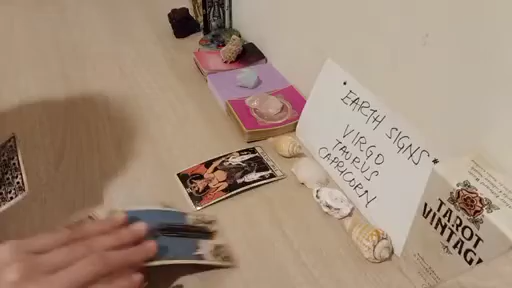 EARTH SIGNS
VIRGO
TAURUS
CAPRICORN
TAROT
VINTAGE